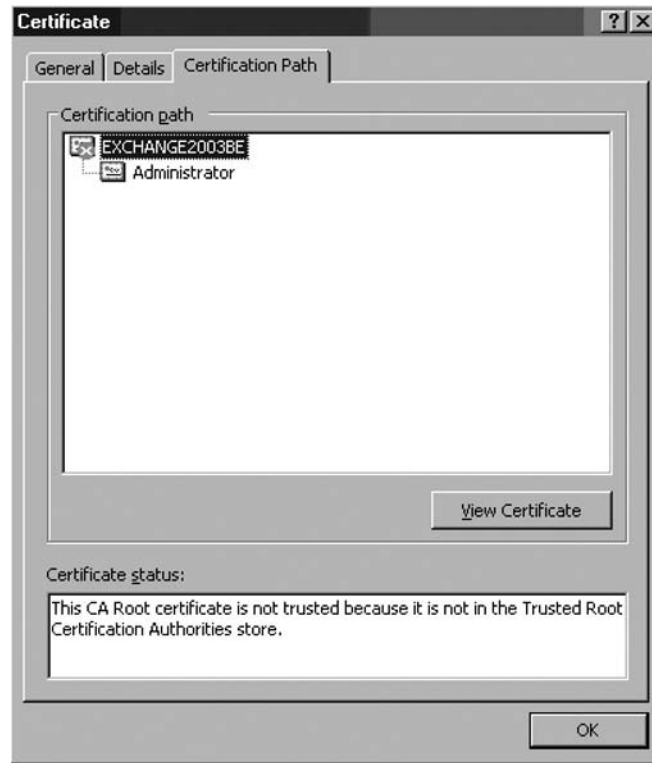 Certificate
General
Details
Certification Path
Certification path
EXCHANGE2003BE
Administrator
View Certificate
Certificate status:
This CA Root certificate is not trusted because it is not in the Trusted Root
Certification Authorities store.
OK